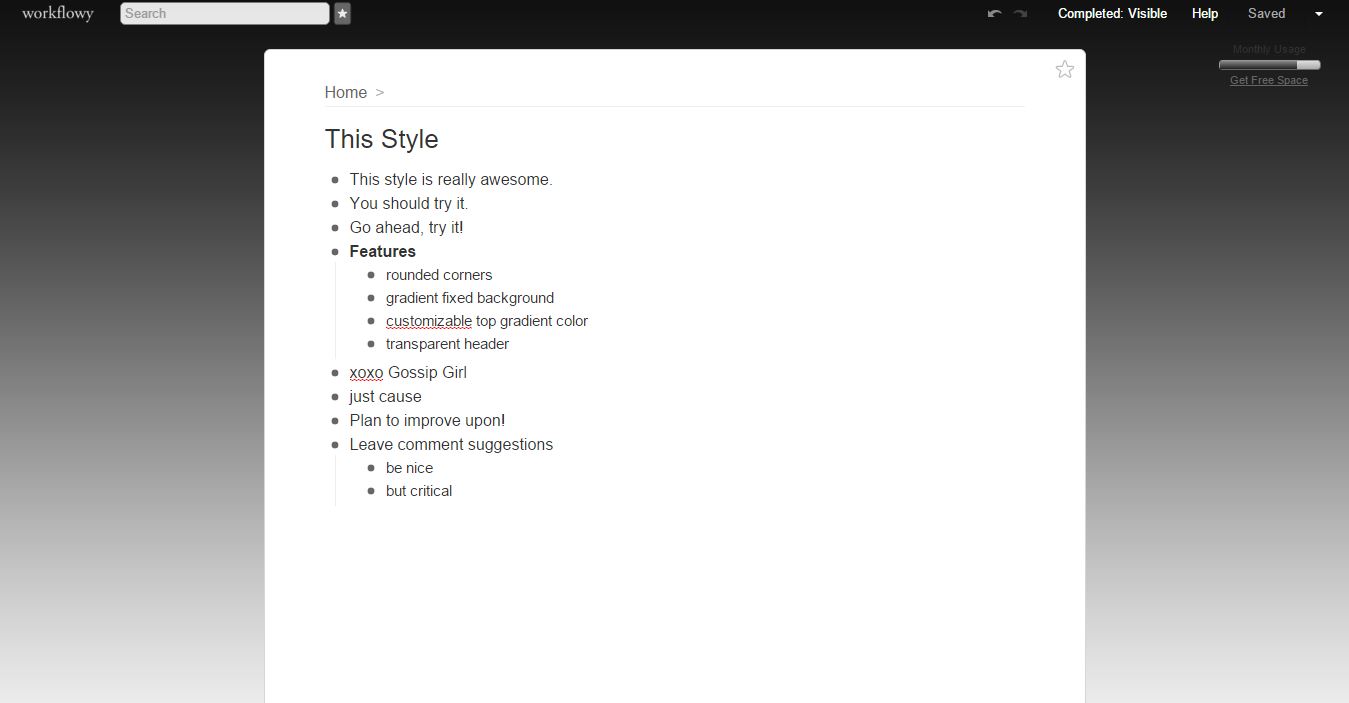 workflowy
Search
Completed: Visible
Help
Saved
Monthly Usage
Get Free Space
Home >
This Style
This style is really awesome.
You should try it.
Go ahead, try it!
Features
rounded corners
gradient fixed background
customizable top gradient color
transparent header
xoxo Gossip Girl
just cause
Plan to improve upon!
Leave comment suggestions
be nice
but critical